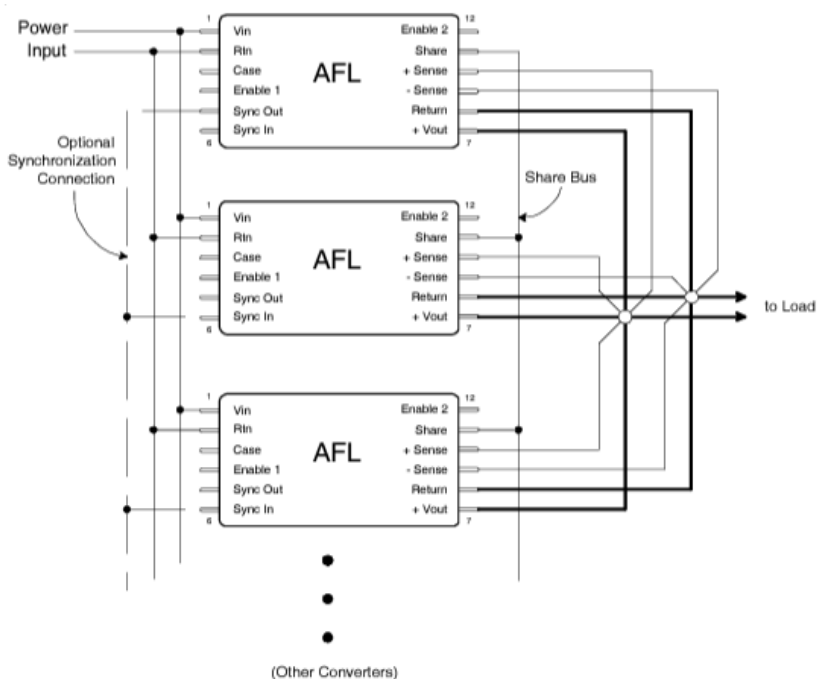 Power
Input
1
12
Vin
Enable 2
Rin
Share
Case
AFL
+ Sense
Enable 1
- Sense
Sync Out
Return
Sync In
+ Vout
6
7
Optional
Synchronization
Connection
Share Bus
1
12
Vin
Enable 2
Rin
Share
Case
AFL
+ Sense
Enable 1
- Sense
Sync Out
Return
Sync In
+ Vout
6
7
to Load
1
12
Vin
Enable 2
Rin
Share
Case
AFL
+ Sense
Enable 1
- Sense
Sync Out
Return
Sync In
+ Vout
6
7
(Other Converters)